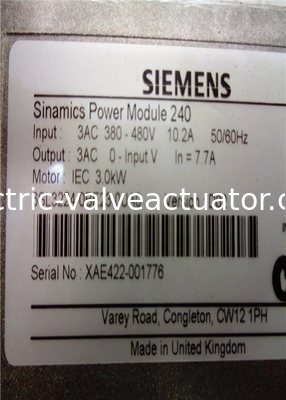 SIEMENS
Sinamics Power Module 240
Input : 3AC 380 - 480V 10.2A 50/60Hz
Output : 3AC 0 - Input V In = 7.7A
Motor : IEC 3.0kW
ctric-valveactuator.c
Serial No : XAE422-001776
Varey Road, Congleton, CW12 1PH
Made in United Kingdom